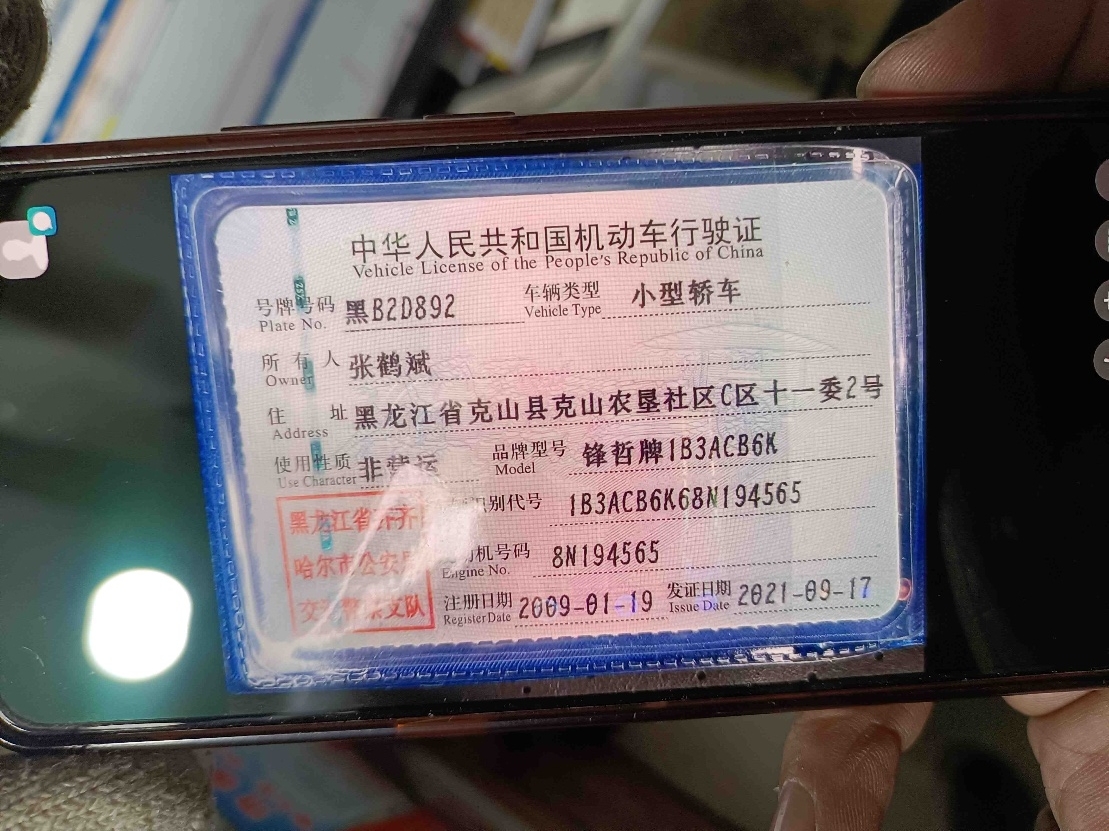 中华人民共和国机动车行驶证
Vehicle License of the People's Republic of China
号牌号码 黑B2D892 车辆类型 小型轿车
Plate No. Vehicle Type
所有人 张鹤斌
Owner
住址 黑龙江省克山县克山农垦社区C区十一委2号
Address
使用性质 非营运 品牌型号 锋哲牌1B3ACB6K
Use Character Model
识别代号 1B3ACB6K68N194565
机号码 8N194565
Engine No.
注册日期 2009-01-19 发证日期 2021-09-17
Register Date Issue Date
黑龙江省齐齐
哈尔市公安局
交通警察支队